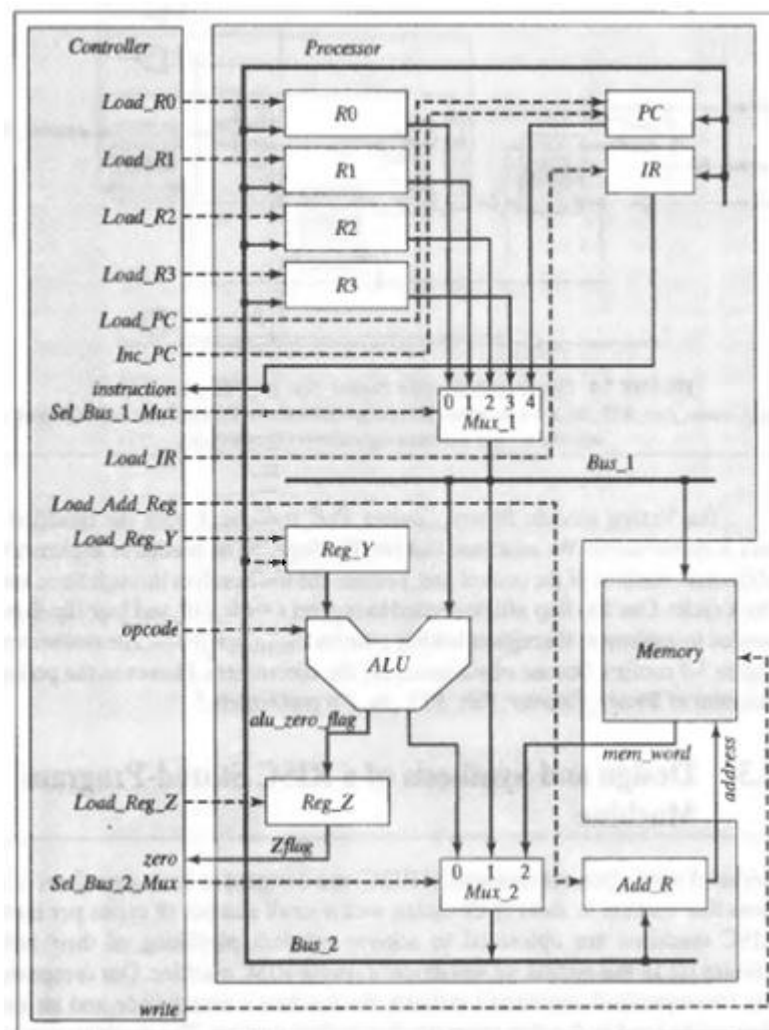 Controller
Processor
Load_R0
R0
PC
Load_R1
R1
IR
Load_R2
R2
Load_R3
R3
Load_PC
Inc_PC
instruction
Sel_Bus_1_Mux
0 1 2 3 4
Mux_1
Load_IR
Bus_1
Load_Add_Reg
Load_Reg_Y
Reg_Y
opcode
ALU
Memory
alu_zero_flag
mem_word
address
Load_Reg_Z
Reg_Z
zero
Zflag
0 1 2
Sel_Bus_2_Mux
Mux_2
Add_R
Bus_2
write